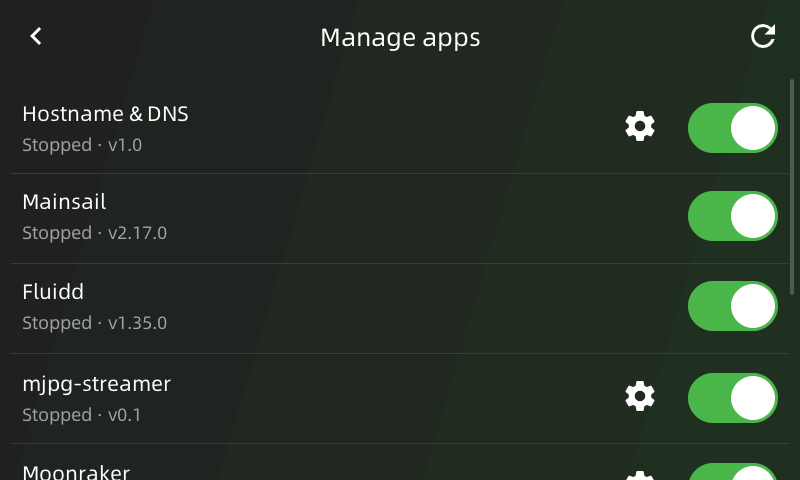 Manage apps
Hostname & DNS
Stopped · v1.0
Mainsail
Stopped · v2.17.0
Fluidd
Stopped · v1.35.0
mjpg-streamer
Stopped · v0.1
Moonraker